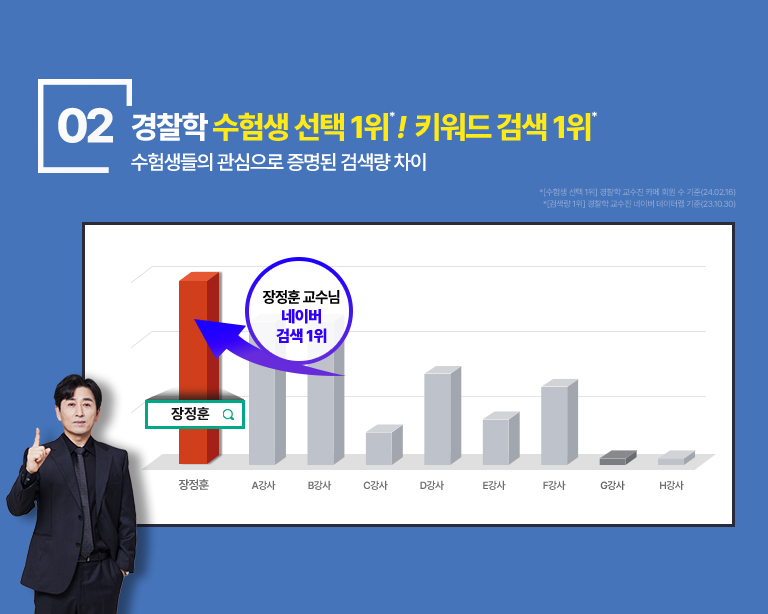 02
경찰학 수험생 선택 1위*! 키워드 검색 1위*
수험생들의 관심으로 증명된 검색량 차이
*[수험생 선택 1위] 경찰학 교수진 카페 회원 수 기준(24.02.16)
*[검색량 1위] 경찰학 교수진 네이버 데이터랩 기준(23.10.30)
장정훈 교수님
네이버
검색 1위
장정훈
장정훈 A강사 B강사 C강사 D강사 E강사 F강사 G강사 H강사